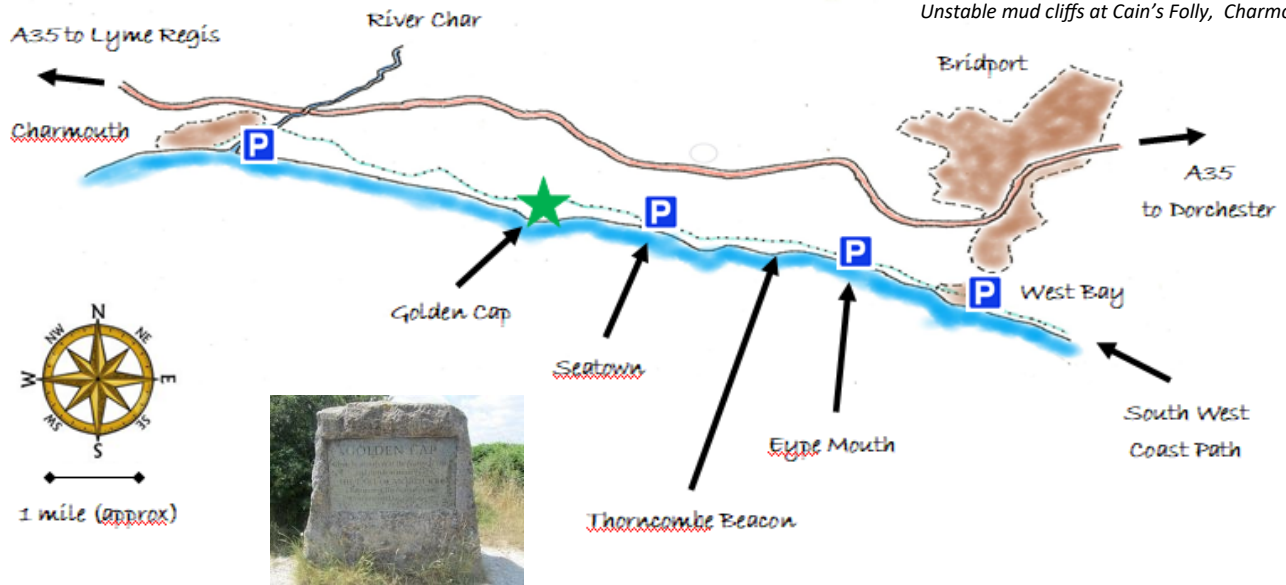 Unstable mud cliffs at Cain's Folly, Charmo
River Char
A35 to Lyme Regis
Bridport
Charmouth
P
P
P
P
A35
to Dorchester
West Bay
Golden Cap
Seatown
Eype Mouth
South West
Coast Path
Thorncombe Beacon
N
NE
E
SE
S
SW
W
NW
1 mile (approx)
GOLDEN CAP